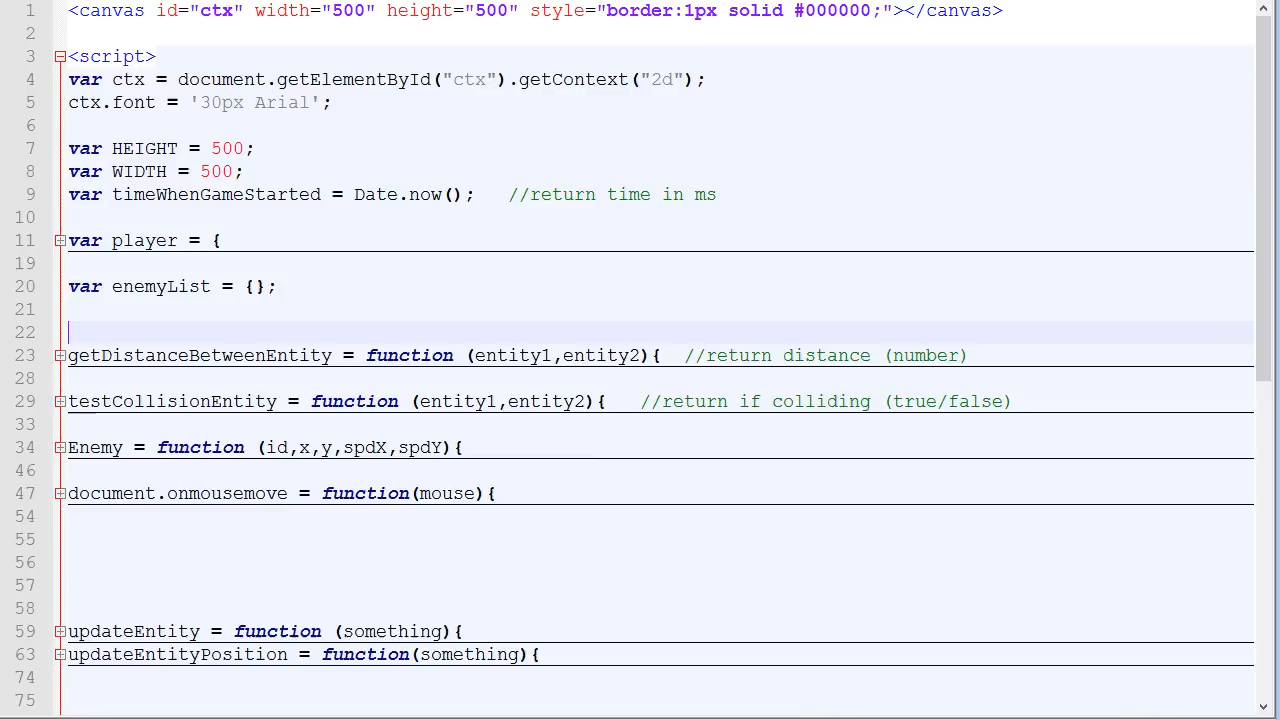 1 <canvas id="ctx" width="500" height="500" style="border:1px solid #000000;"></canvas>
2
3 <script>
4 var ctx = document.getElementById("ctx").getContext("2d");
5 ctx.font = '30px Arial';
6
7 var HEIGHT = 500;
8 var WIDTH = 500;
9 var timeWhenGameStarted = Date.now();   //return time in ms
10
11 var player = {
19
20 var enemyList = {};
21
22
23 getDistanceBetweenEntity = function (entity1,entity2){  //return distance (number)
28
29 testCollisionEntity = function (entity1,entity2){   //return if colliding (true/false)
33
34 Enemy = function (id,x,y,spdX,spdY){
46
47 document.onmousemove = function(mouse){
54
55
56
57
58
59 updateEntity = function (something){
63 updateEntityPosition = function(something){
74
75